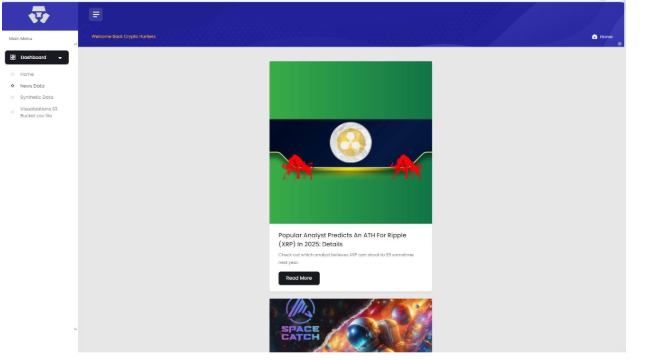 Main Menu
Welcome Back Crypto Hunters
Home
Dashboard
Home
News Data
Synthetic Data
Visualizations S3
Bucket csv file
Popular Analyst Predicts An ATH For Ripple
(XRP) in 2025: Details
Check out which analyst believes XRP can shoot to $9 sometime
next year.
Read More
SPACE
CATCH